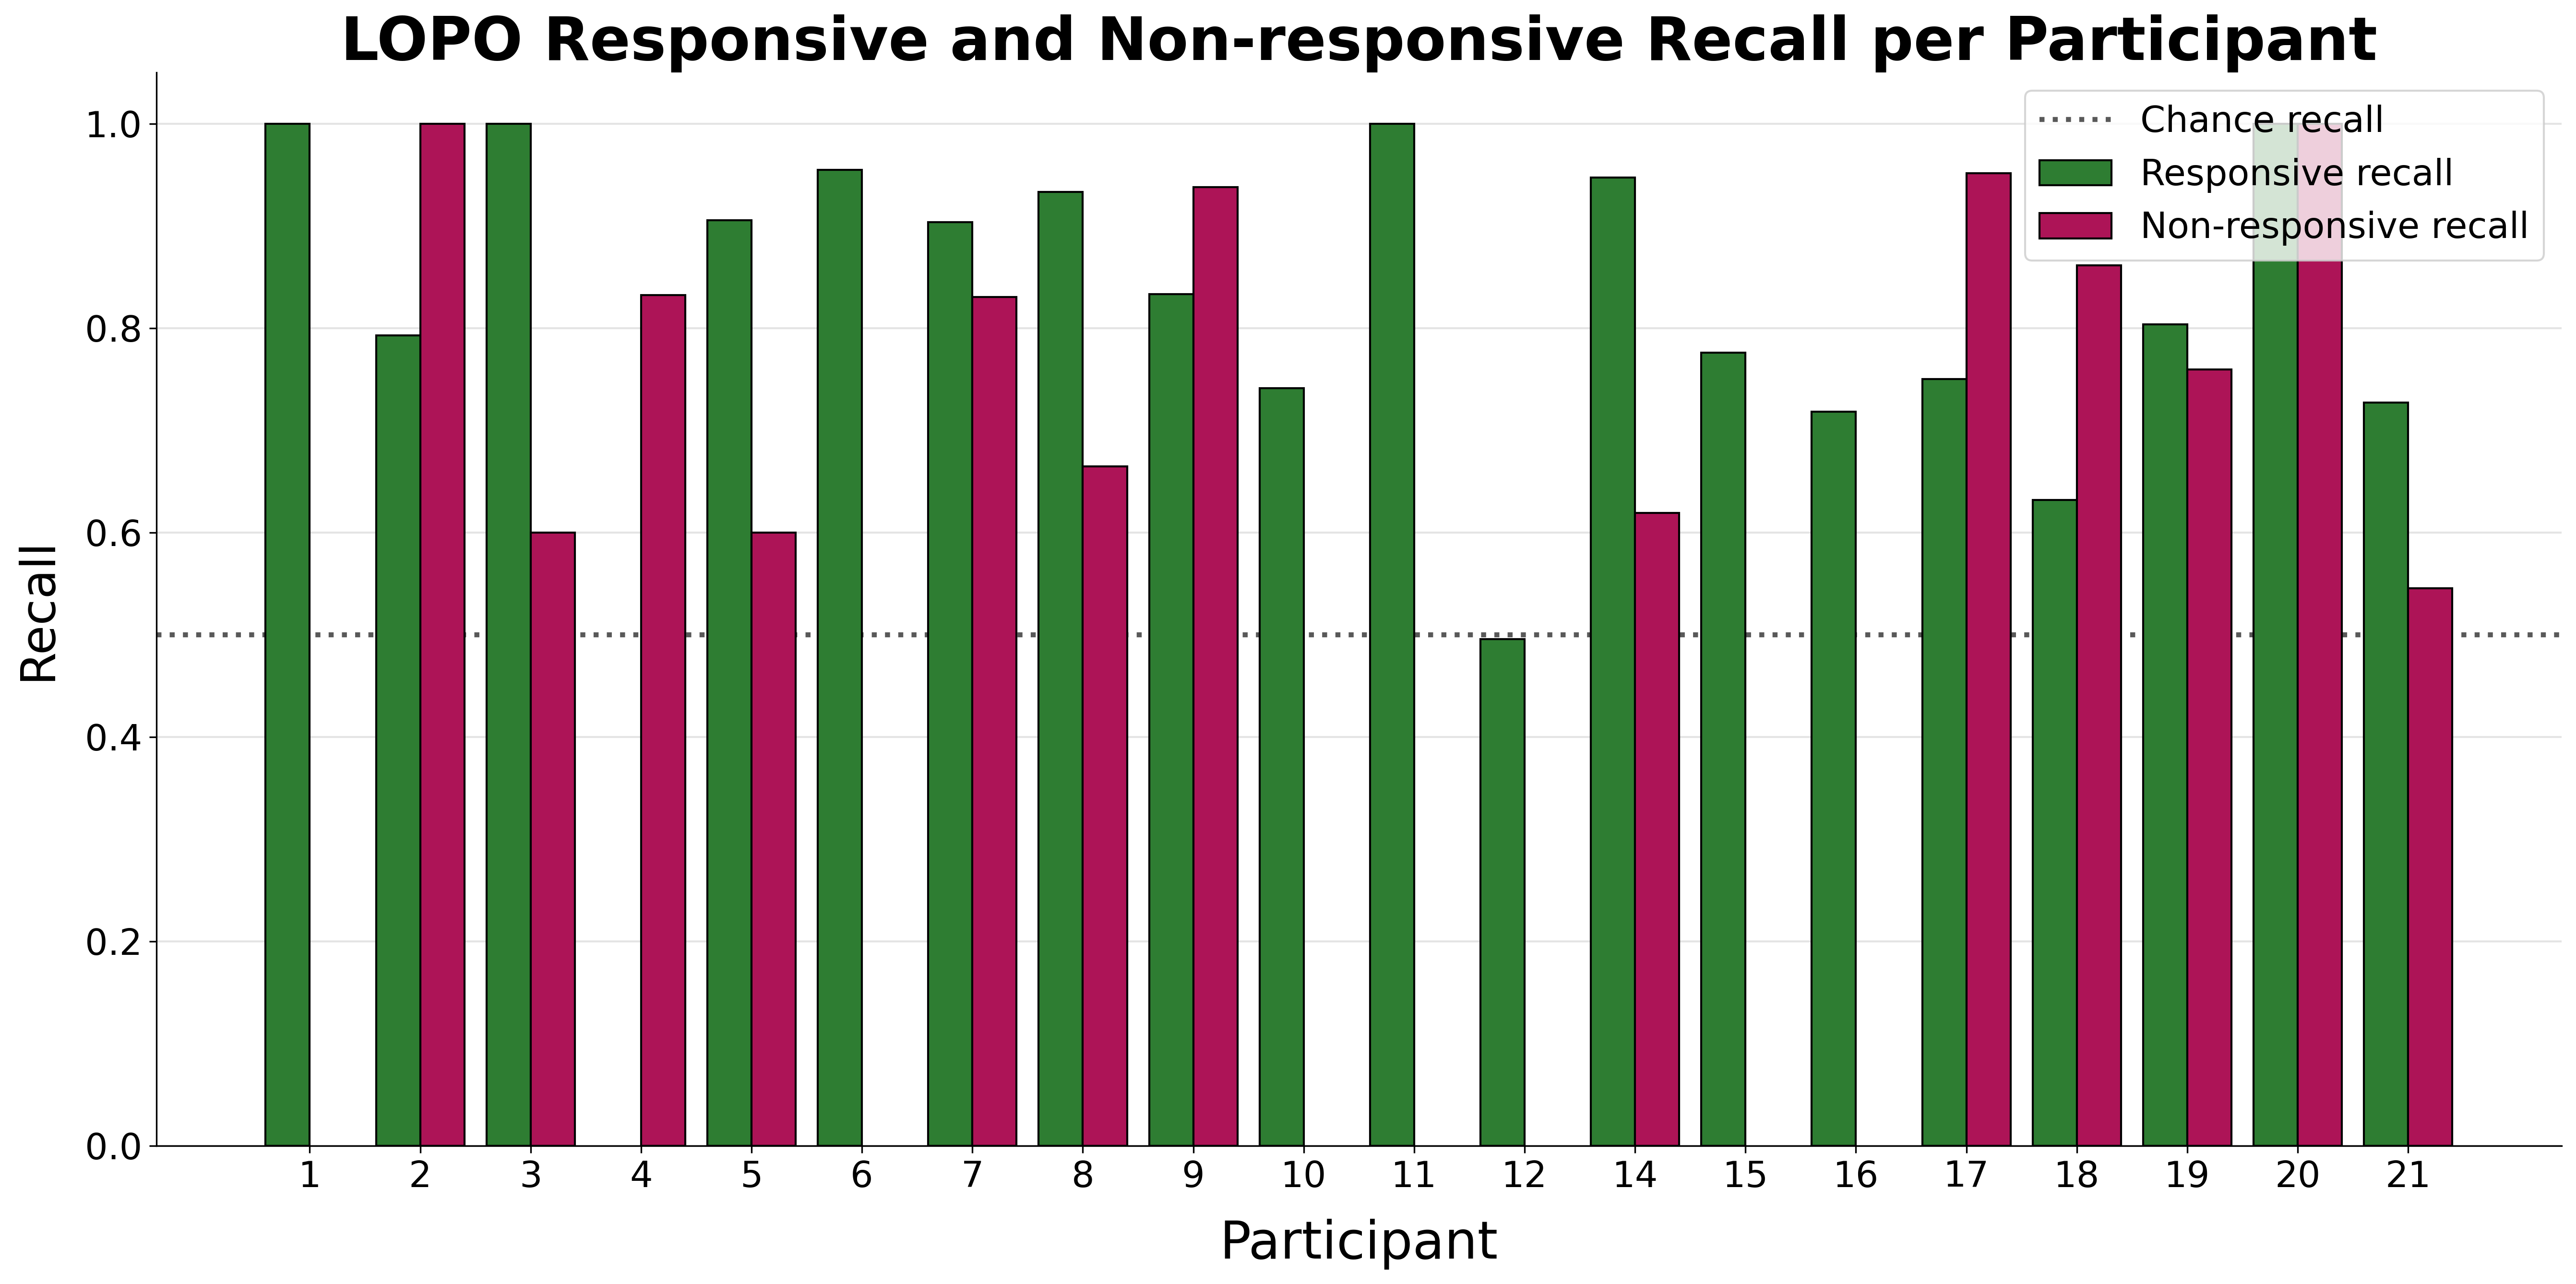 LOPO Responsive and Non-responsive Recall per Participant
Chance recall
Responsive recall
Non-responsive recall
1.0
0.8
0.6
0.4
0.2
0.0
Recall
1 2 3 4 5 6 7 8 9 10 11 12 14 15 16 17 18 19 20 21
Participant